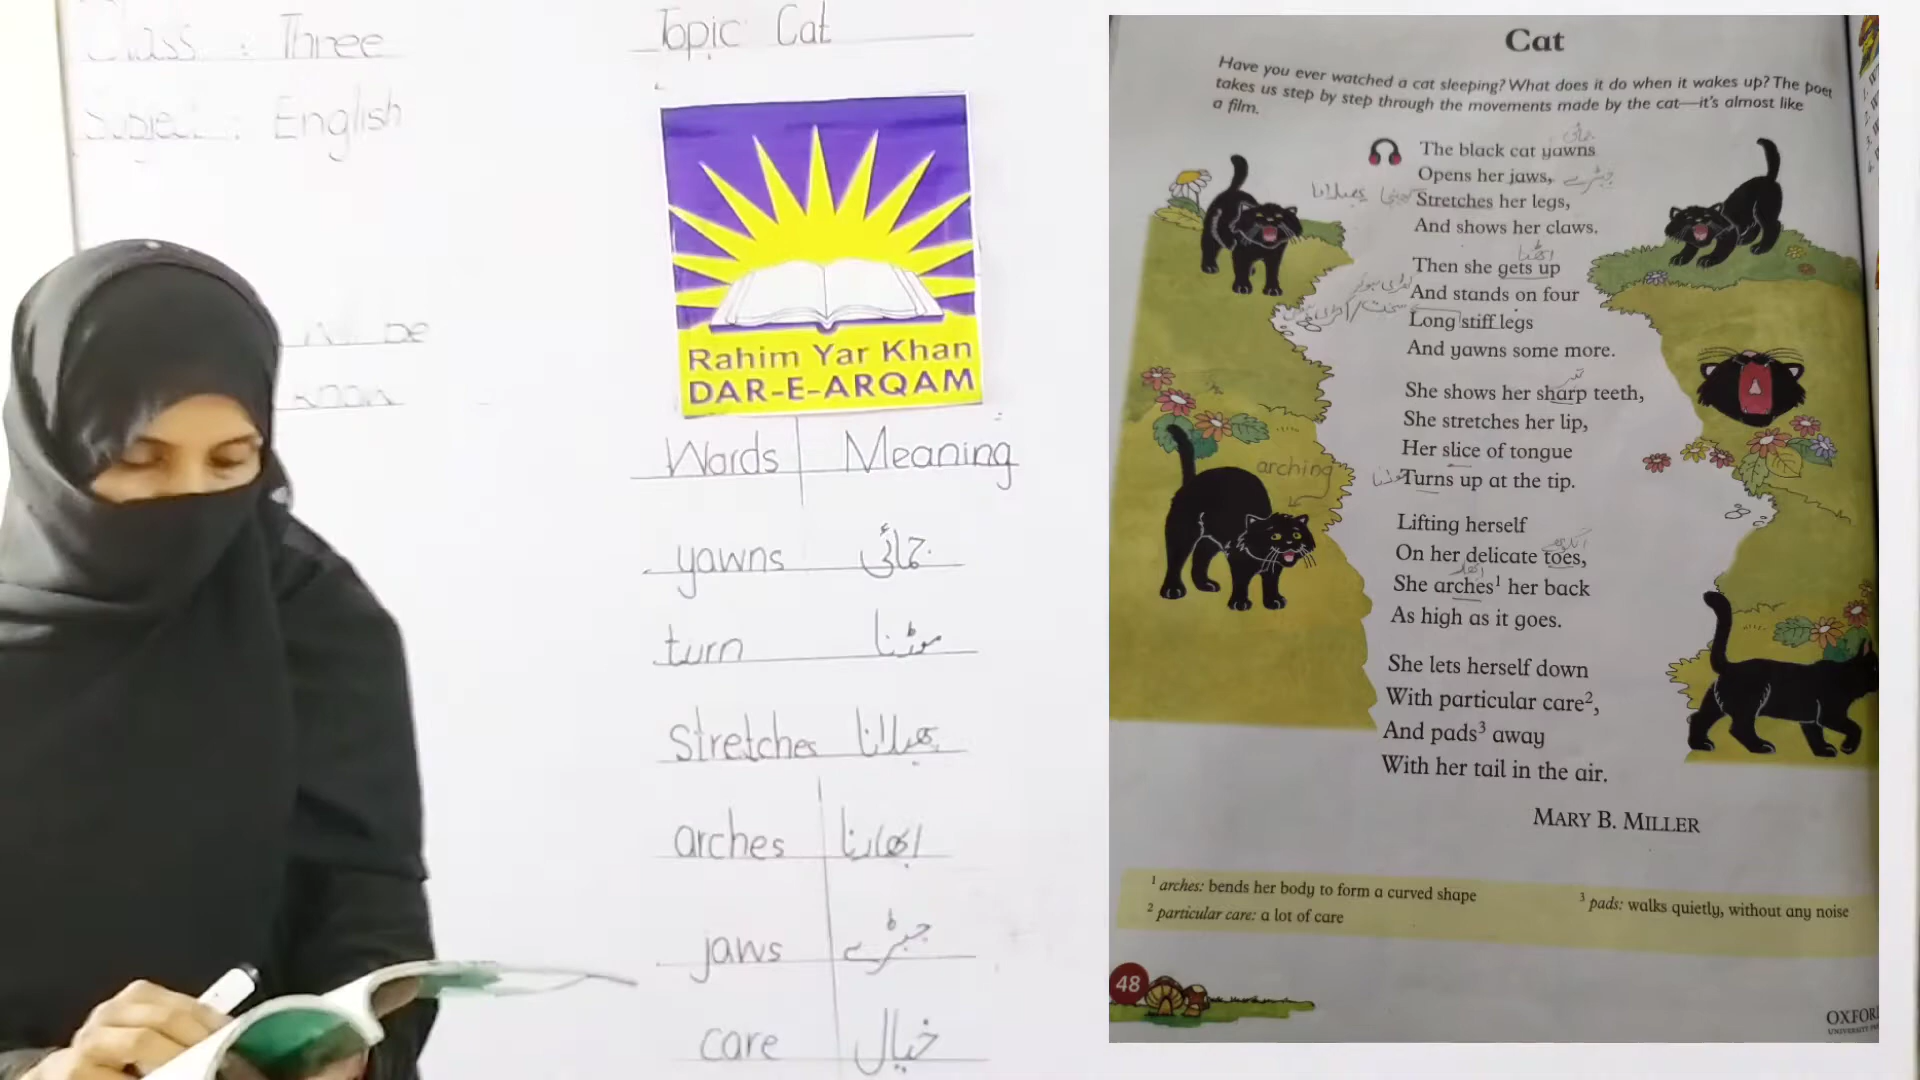 Class : Three
Subject : English
Topic Cat
Rahim Yar Khan
DAR-E-ARQAM
Words Meaning
yawns جمائی
turn موڑنا
stretches پھیلانا
arches ابھارنا
jaws جبڑے
care خیال
Cat
Have you ever watched a cat sleeping? What does it do when it wakes up? The poet
takes us step by step through the movements made by the cat—it's almost like
a film.
جمائی
The black cat yawns
Opens her jaws, جبڑے
Stretches her legs,
And shows her claws.
اٹھنا
Then she gets up
And stands on four
Long stiff legs
And yawns some more.
تیز
She shows her sharp teeth,
She stretches her lip,
Her slice of tongue
Turns up at the tip.
arching
Lifting herself
On her delicate toes,
She arches¹ her back
As high as it goes.
She lets herself down
With particular care²,
And pads³ away
With her tail in the air.
MARY B. MILLER
¹ arches: bends her body to form a curved shape
² particular care: a lot of care
³ pads: walks quietly, without any noise
48